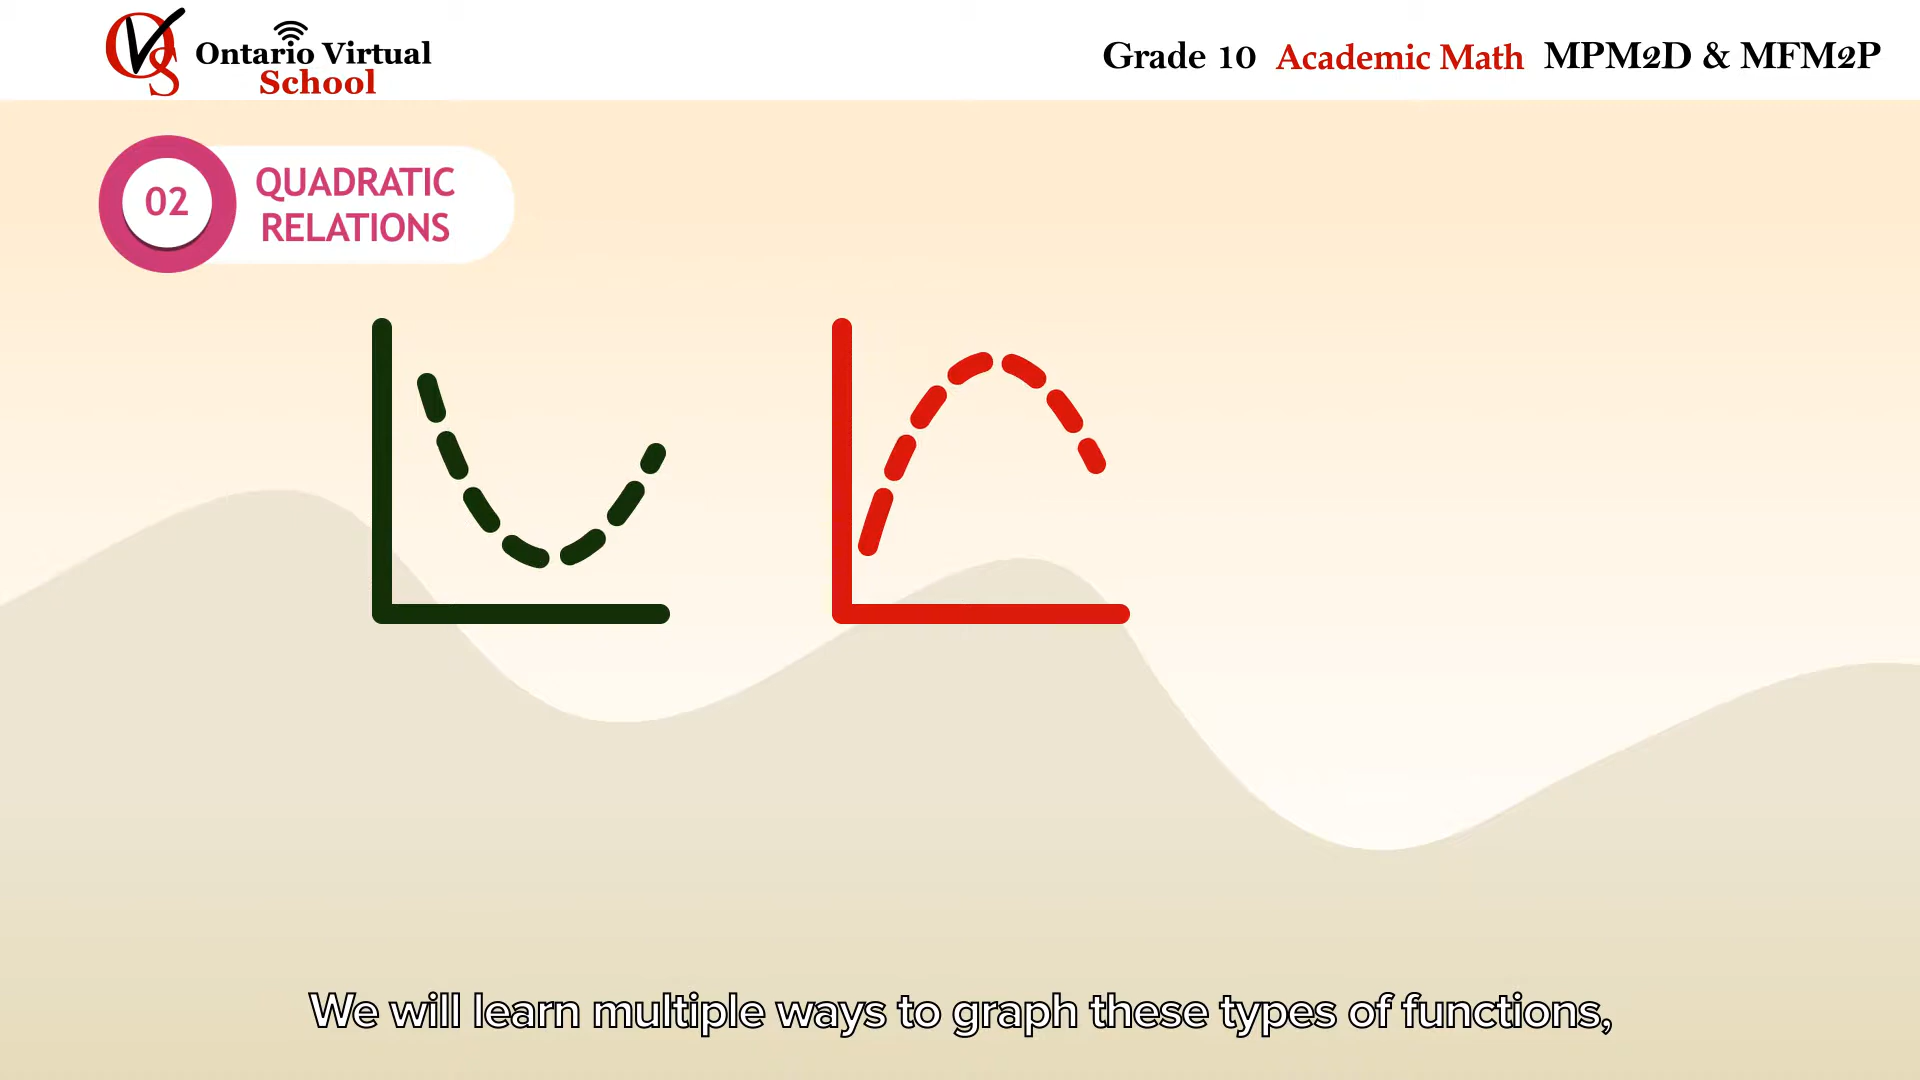 OVS
Ontario Virtual
School
Grade 10 Academic Math MPM2D & MFM2P
02
QUADRATIC
RELATIONS
We will learn multiple ways to graph these types of functions,